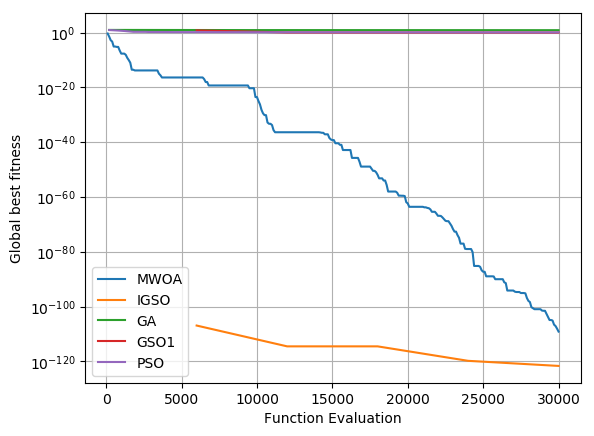 10^0
10^-20
10^-40
10^-60
10^-80
10^-100
10^-120
Global best fitness
MWOA
IGSO
GA
GSO1
PSO
0 5000 10000 15000 20000 25000 30000
Function Evaluation